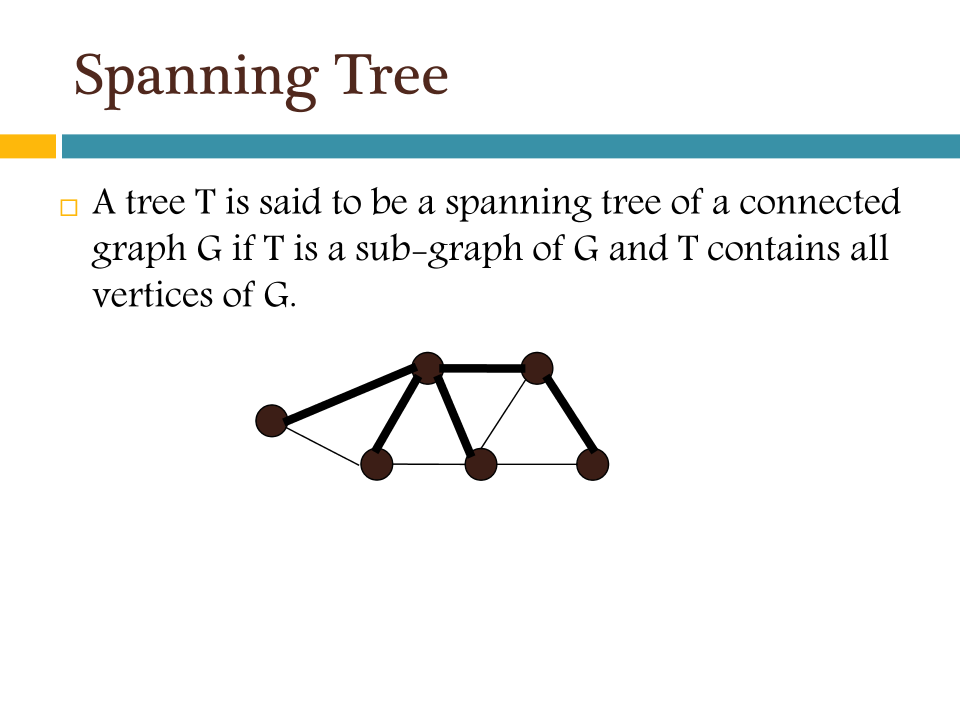 Spanning Tree
A tree T is said to be a spanning tree of a connected
graph G if T is a sub-graph of G and T contains all
vertices of G.